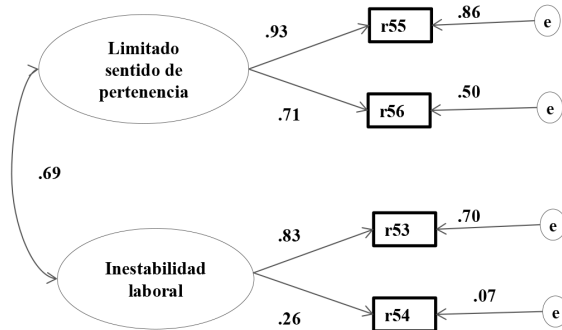 .93
r55
.86
e
Limitado
sentido de
pertenencia
.71
r56
.50
e
.69
.83
r53
.70
e
Inestabilidad
laboral
.26
r54
.07
e